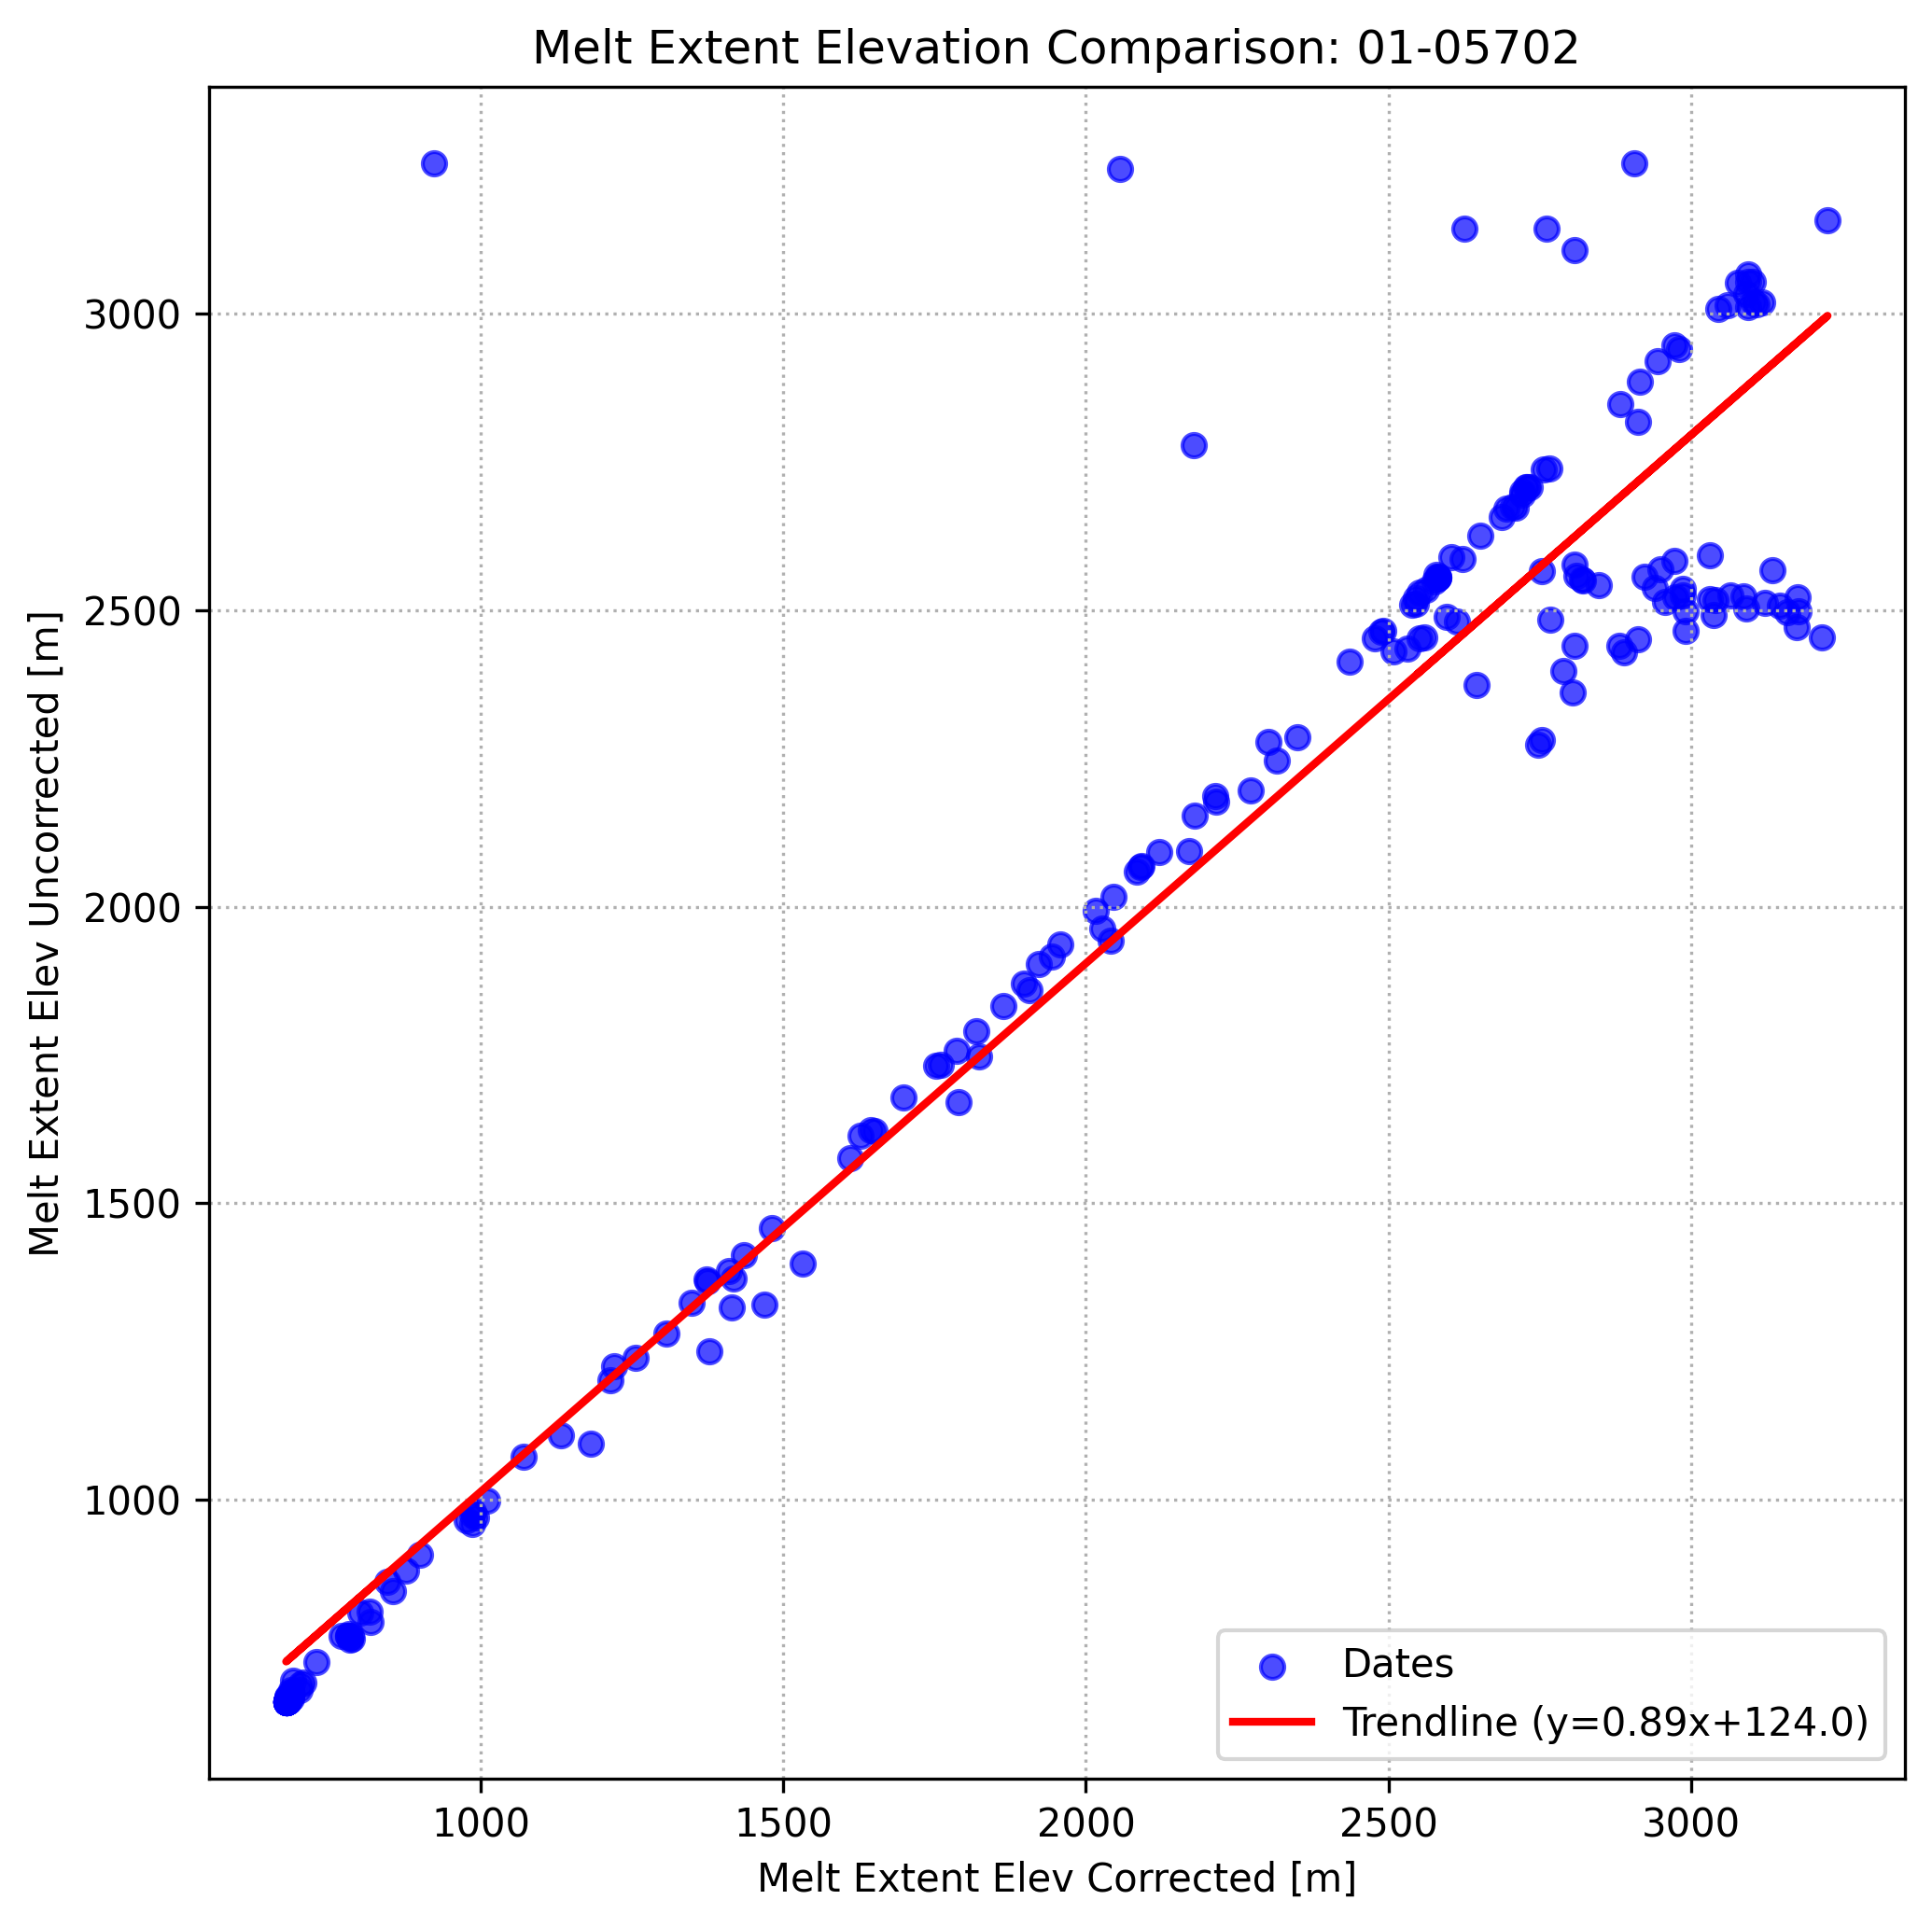 Melt Extent Elevation Comparison: 01-05702
Melt Extent Elev Uncorrected [m]
3000
2500
2000
1500
1000
Dates
Trendline (y=0.89x+124.0)
1000 1500 2000 2500 3000
Melt Extent Elev Corrected [m]